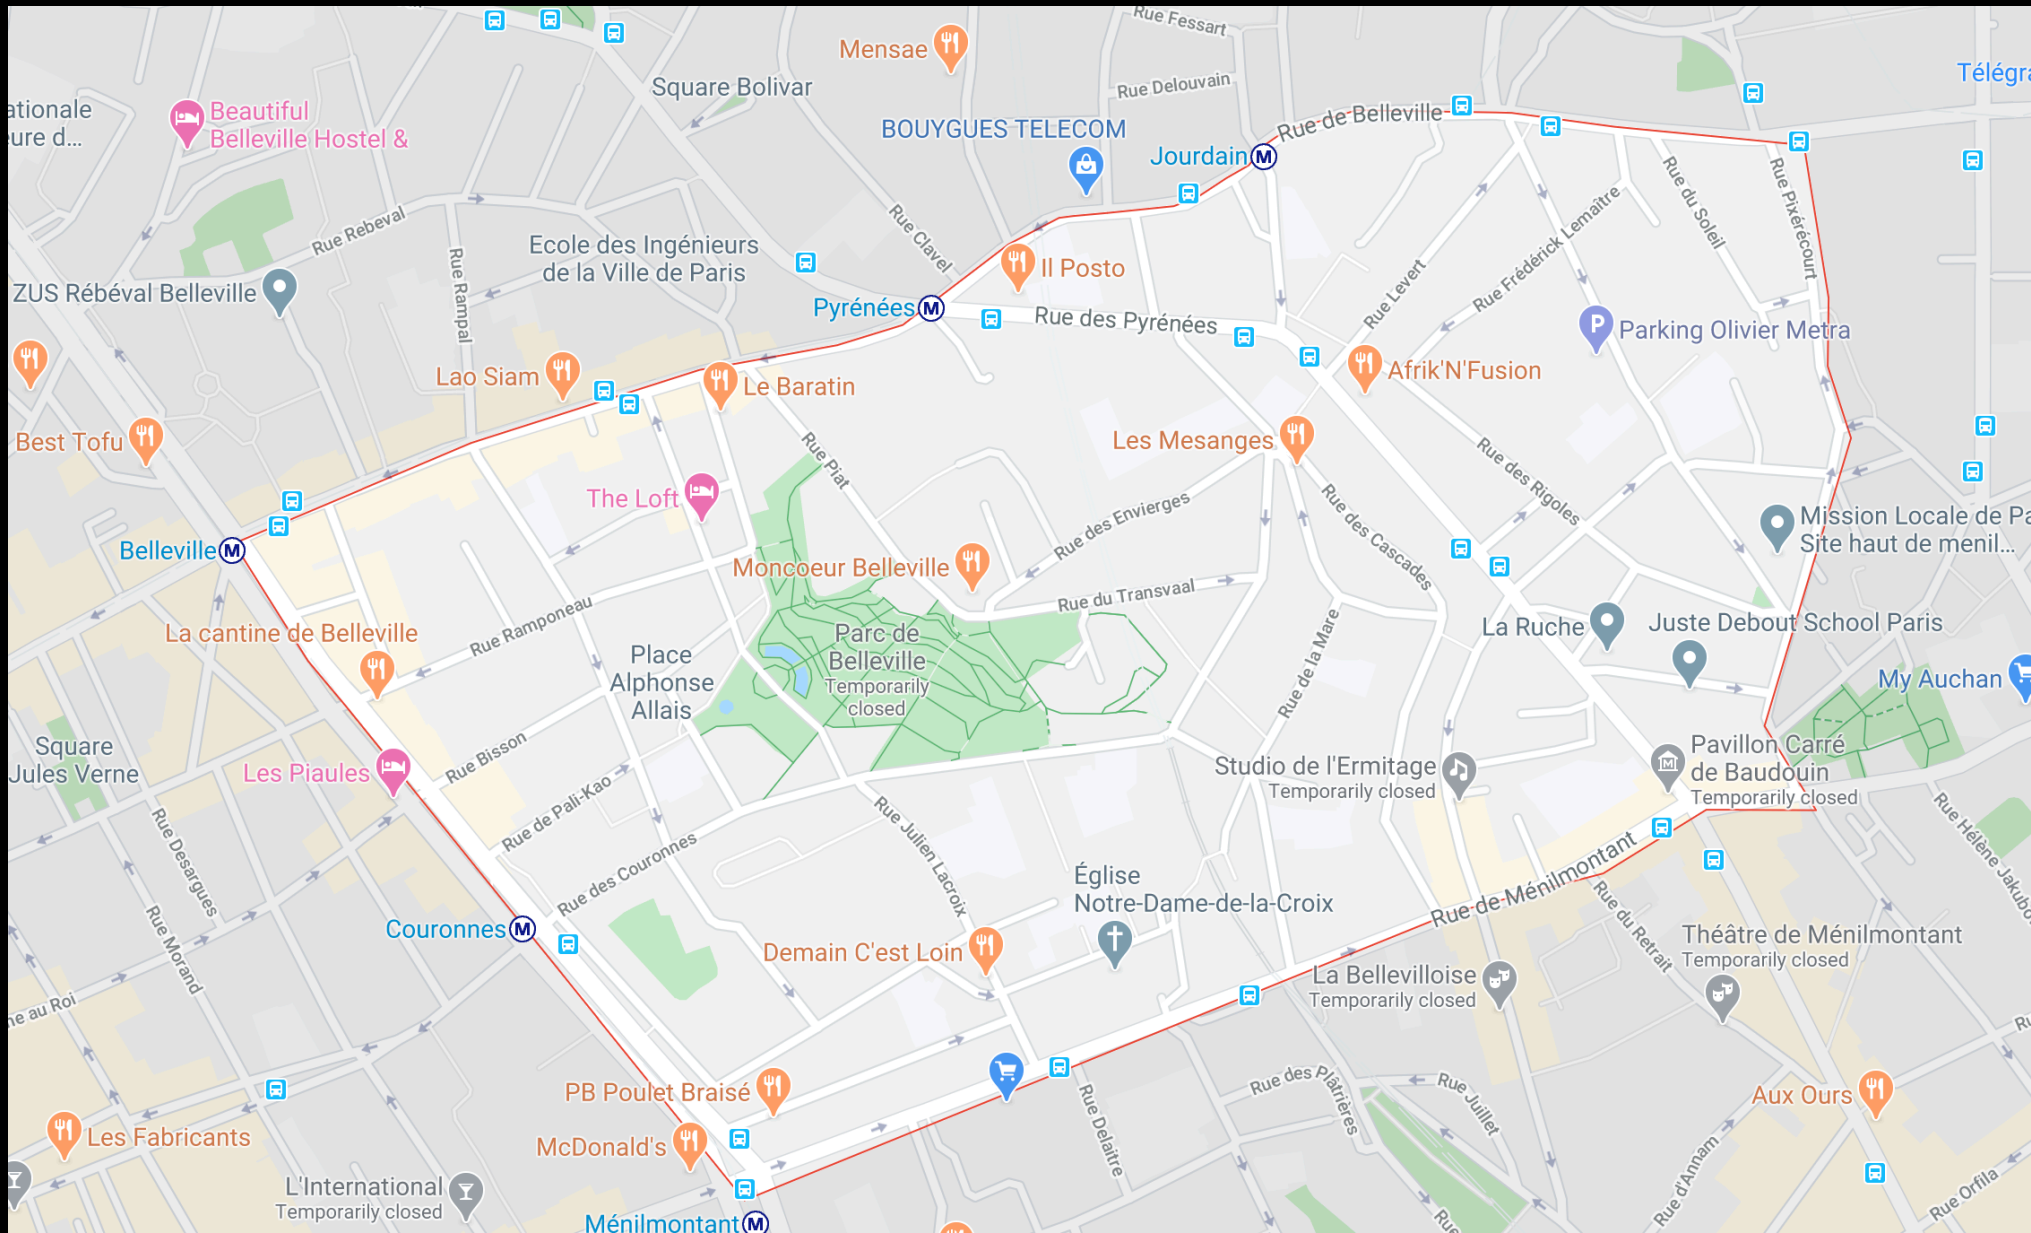 Rue Fessart
Mensae
Télégra
Square Bolivar
Rue Delouvain
ationale
eure d...
Beautiful
Belleville Hostel &
Rue de Belleville
BOUYGUES TELECOM
Jourdain
Rue Pixérécourt
Rue du Soleil
Rue Frédérick Lemaître
Rue Rebeval
Rue Clavel
Ecole des Ingénieurs
de la Ville de Paris
Rue Rampal
Il Posto
Rue Levert
ZUS Rébéval Belleville
Pyrénées
Rue des Pyrénées
Parking Olivier Metra
Lao Siam
Le Baratin
Afrik'N'Fusion
Best Tofu
Rue Piat
Les Mesanges
Rue des Rigoles
The Loft
Rue des Envierges
Rue des Cascades
Mission Locale de Pa
Site haut de menil...
Belleville
Moncoeur Belleville
Rue du Transvaal
La cantine de Belleville
Rue Ramponeau
Parc de
Belleville
Temporarily
closed
Rue de la Mare
La Ruche
Juste Debout School Paris
Place
Alphonse
Allais
My Auchan
Square
Jules Verne
Rue Bisson
Les Piaules
Studio de l'Ermitage
Temporarily closed
Pavillon Carré
de Baudouin
Temporarily closed
Rue de Pali-Kao
Rue Desargues
Rue Julien Lacroix
Rue des Couronnes
Rue de Ménilmontant
Rue Hélène Jakubo
Église
Notre-Dame-de-la-Croix
Couronnes
Rue Morand
Rue du Retrait
Demain C'est Loin
Théâtre de Ménilmontant
Temporarily closed
La Bellevilloise
Temporarily closed
ne au Roi
Ru
PB Poulet Braisé
Rue des Plâtrières
Rue Juillet
Rue Delaitre
Aux Ours
Les Fabricants
McDonald's
Rue d'Annam
L'International
Temporarily closed
Rue Orfila
Ménilmontant
Rue